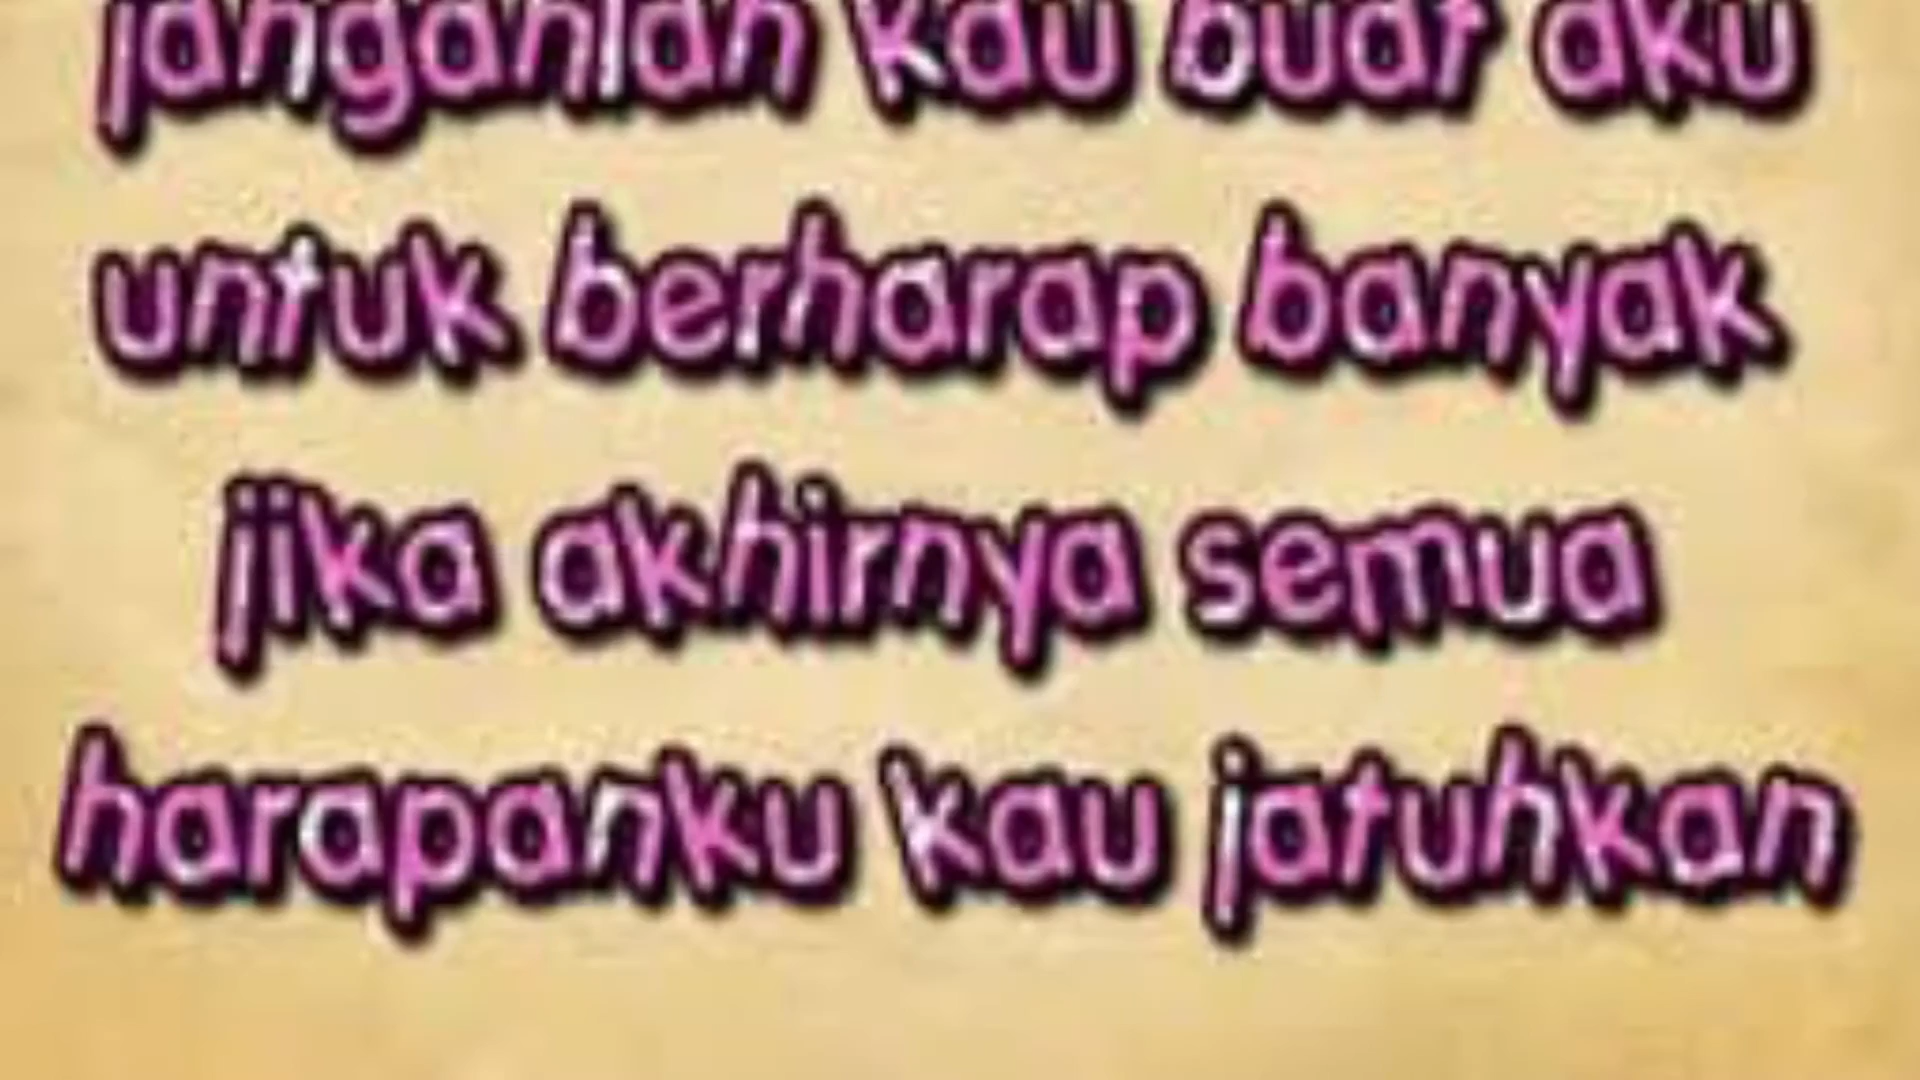 janganlah kau buat aku
untuk berharap banyak
jika akhirnya semua
harapanku kau jatuhkan